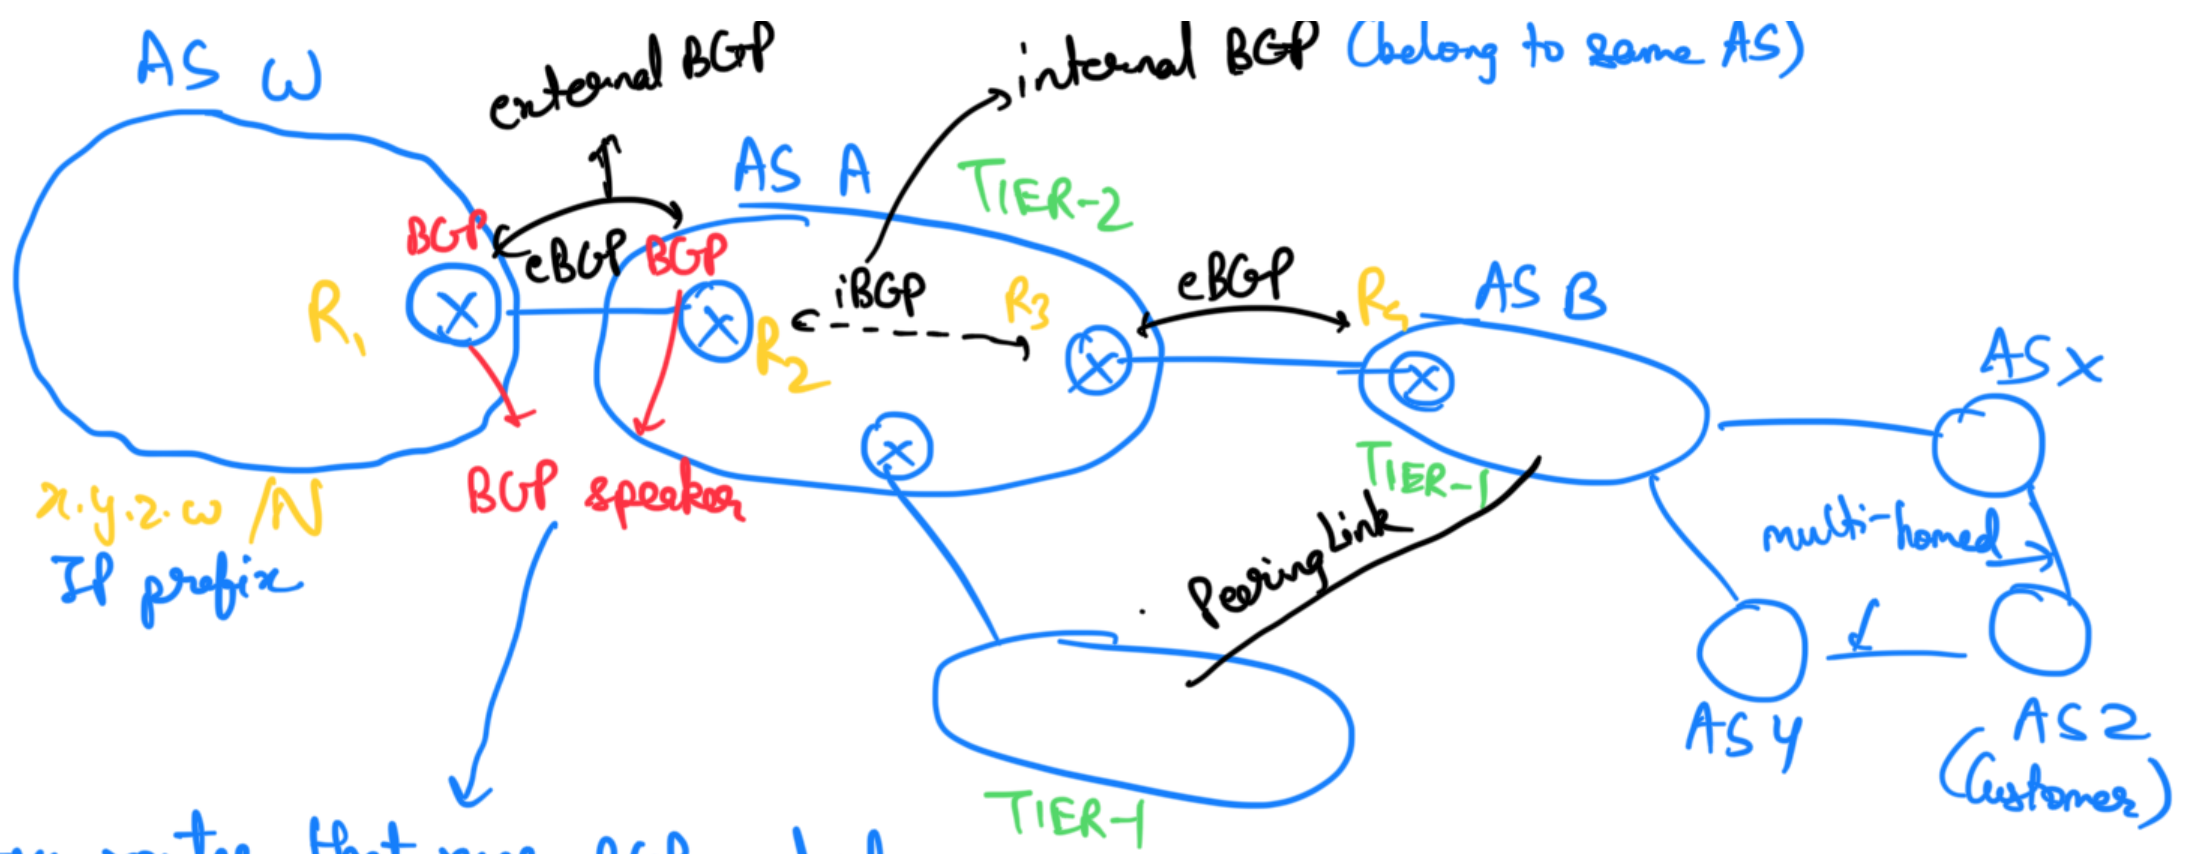 AS W
external BGP
internal BGP (belong to same AS)
AS A
TIER-2
BGP
eBGP
BGP
iBGP
R3
eBGP
AS B
R1
R2
AS X
BGP speaker
TIER-1
x.y.z.w/N
IP prefix
Peering Link
multi-homed
AS Y
AS Z
(Customer)
TIER-1
that